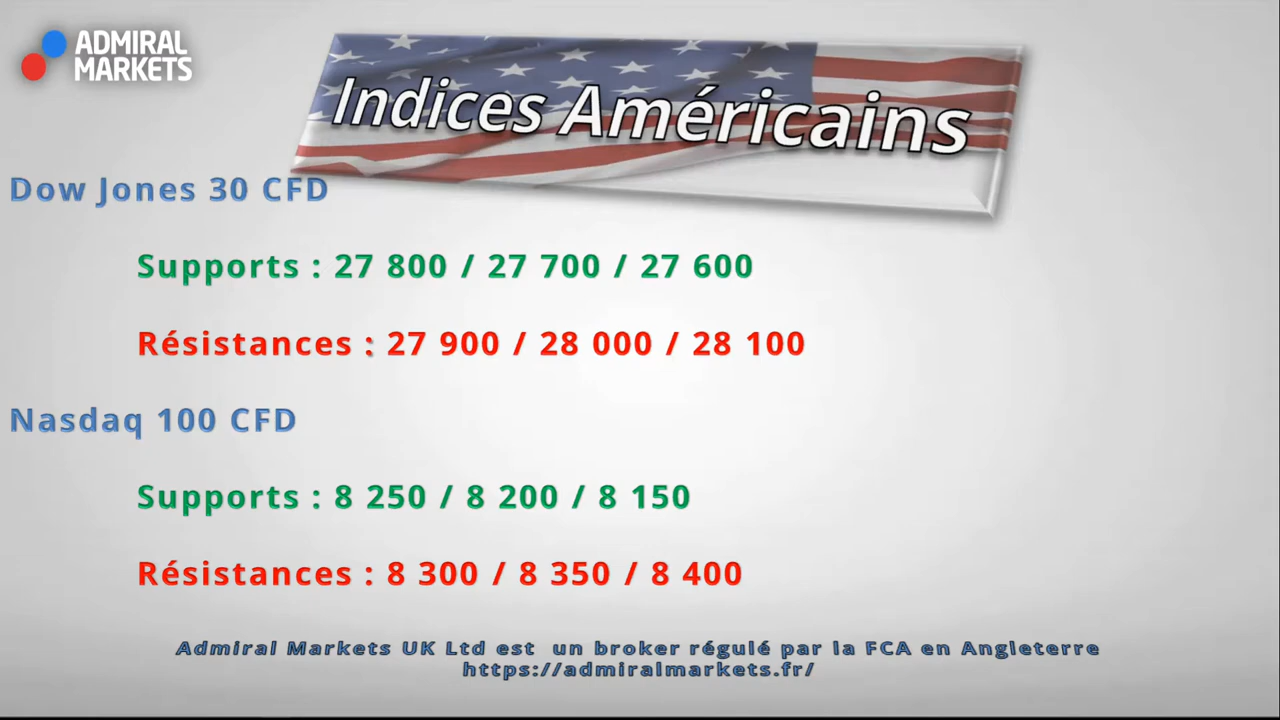 ADMIRAL
MARKETS
Indices Américains
Dow Jones 30 CFD
Supports : 27 800 / 27 700 / 27 600
Résistances : 27 900 / 28 000 / 28 100
Nasdaq 100 CFD
Supports : 8 250 / 8 200 / 8 150
Résistances : 8 300 / 8 350 / 8 400
Admiral Markets UK Ltd est un broker régulé par la FCA en Angleterre
https://admiralmarkets.fr/